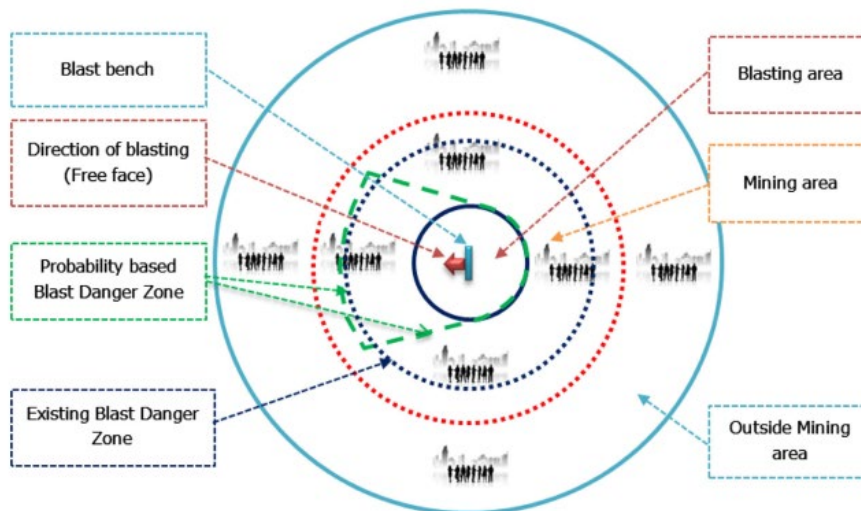 Blast bench
Direction of blasting
(Free face)
Probability based
Blast Danger Zone
Existing Blast Danger
Zone
Blasting area
Mining area
Outside Mining
area